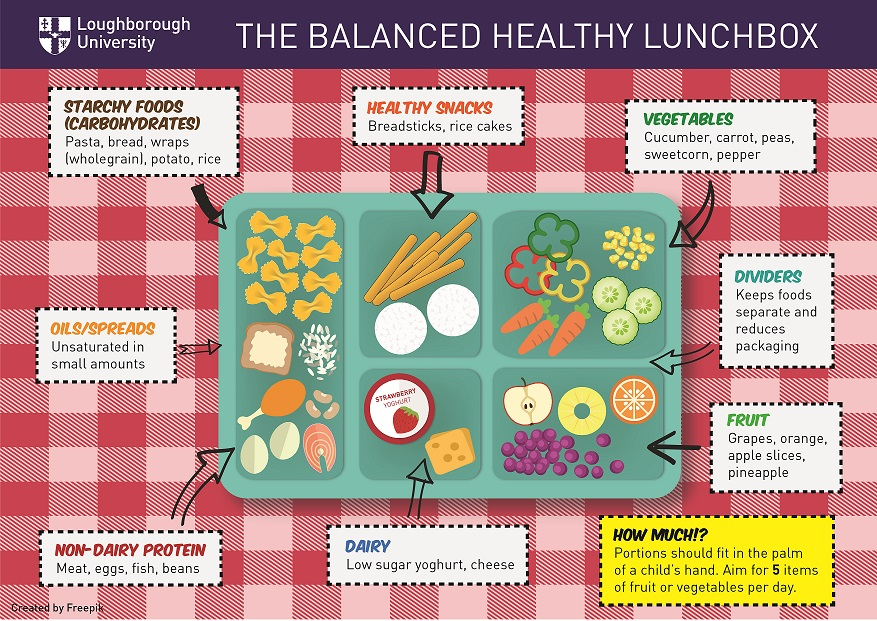 Loughborough
University
THE BALANCED HEALTHY LUNCHBOX
STARCHY FOODS
(CARBOHYDRATES)
Pasta, bread, wraps
(wholegrain), potato, rice
HEALTHY SNACKS
Breadsticks, rice cakes
VEGETABLES
Cucumber, carrot, peas,
sweetcorn, pepper
DIVIDERS
Keeps foods
separate and
reduces
packaging
OILS/SPREADS
Unsaturated in
small amounts
STRAWBERRY
YOGHURT
FRUIT
Grapes, orange,
apple slices,
pineapple
NON-DAIRY PROTEIN
Meat, eggs, fish, beans
DAIRY
Low sugar yoghurt, cheese
HOW MUCH!?
Portions should fit in the palm
of a child's hand. Aim for 5 items
of fruit or vegetables per day.
Created by Freepik